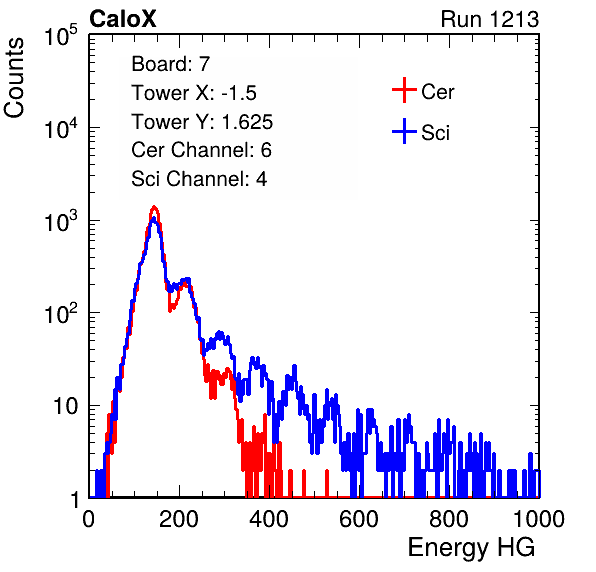 CaloX Run 1213
Counts
10^5
10^4
10^3
10^2
10
1
Board: 7
Tower X: -1.5
Tower Y: 1.625
Cer Channel: 6
Sci Channel: 4
Cer
Sci
0 200 400 600 800 1000
Energy HG